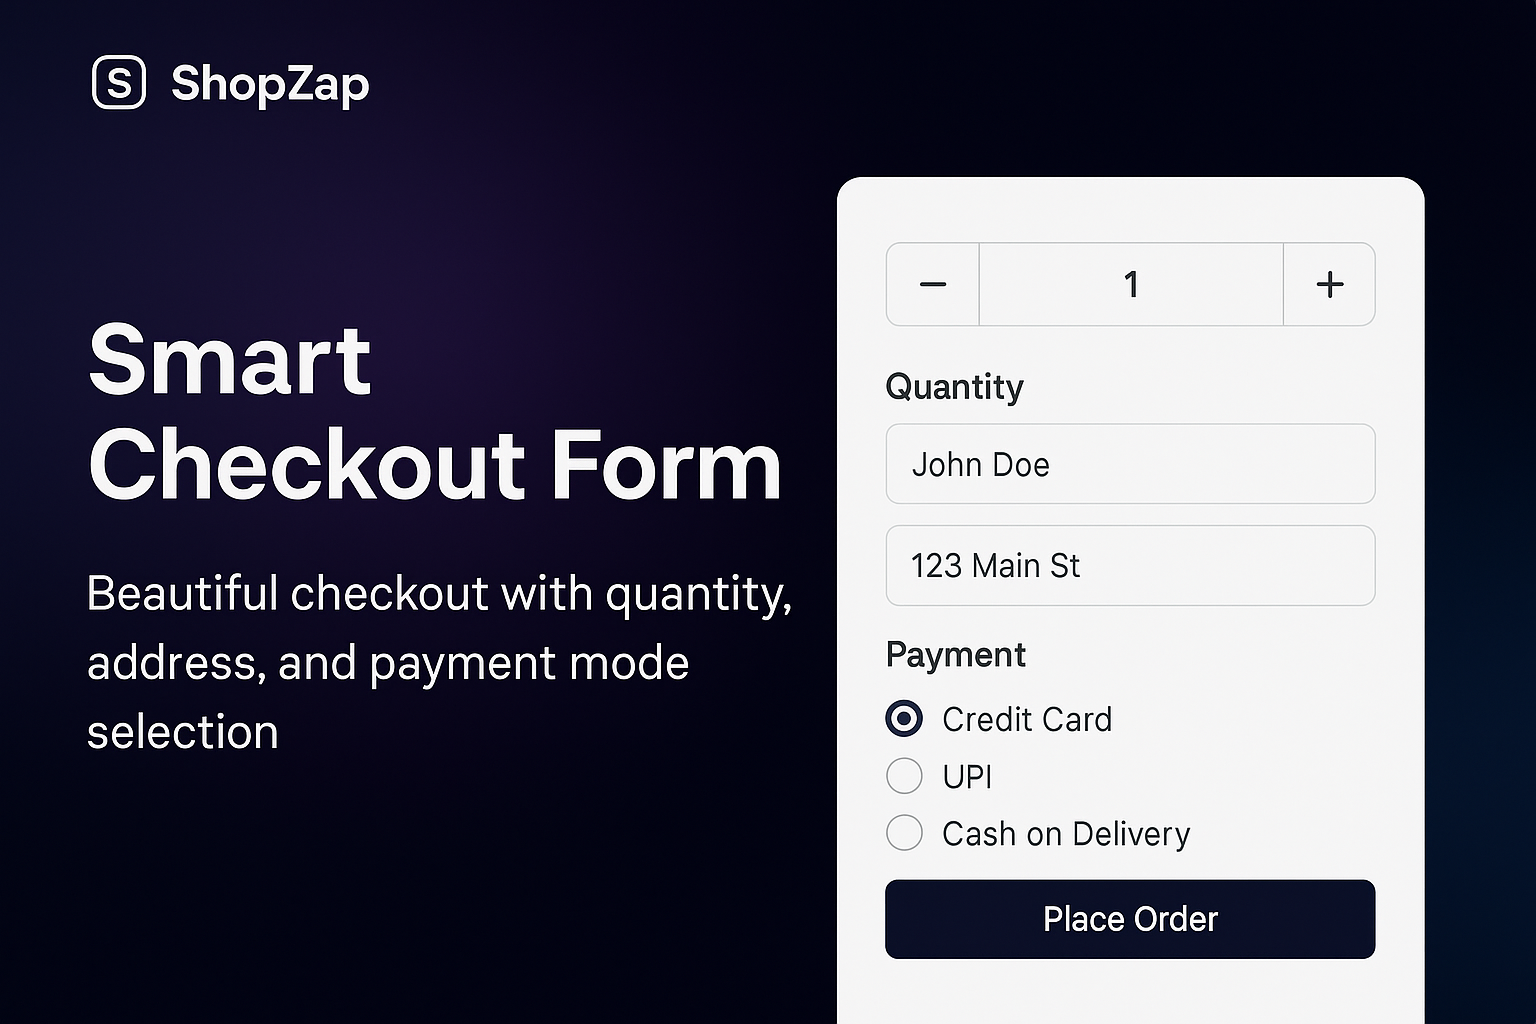 S ShopZap
Smart
Checkout Form
Beautiful checkout with quantity,
address, and payment mode
selection
− 1 +
Quantity
John Doe
123 Main St
Payment
Credit Card
UPI
Cash on Delivery
Place Order